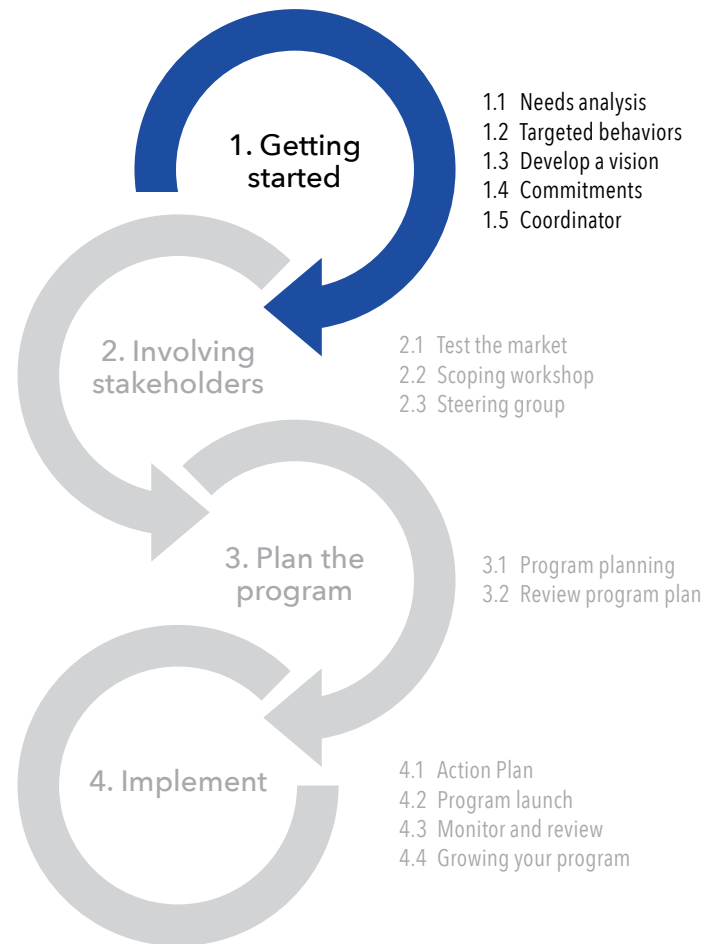 1. Getting
started
1.1 Needs analysis
1.2 Targeted behaviors
1.3 Develop a vision
1.4 Commitments
1.5 Coordinator
2. Involving
stakeholders
2.1 Test the market
2.2 Scoping workshop
2.3 Steering group
3. Plan the
program
3.1 Program planning
3.2 Review program plan
4. Implement
4.1 Action Plan
4.2 Program launch
4.3 Monitor and review
4.4 Growing your program